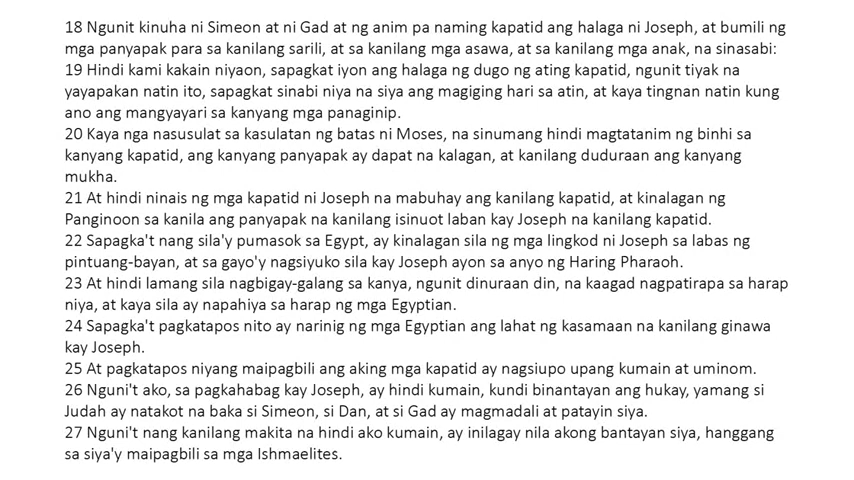 18 Ngunit kinuha ni Simeon at ni Gad at ng anim pa naming kapatid ang halaga ni Joseph, at bumili ng
mga panyapak para sa kanilang sarili, at sa kanilang mga asawa, at sa kanilang mga anak, na sinasabi:
19 Hindi kami kakain niyaon, sapagkat iyon ang halaga ng dugo ng ating kapatid, ngunit tiyak na
yayapakan natin ito, sapagkat sinabi niya na siya ang magiging hari sa atin, at kaya tingnan natin kung
ano ang mangyayari sa kanyang mga panaginip.
20 Kaya nga nasusulat sa kasulatan ng batas ni Moses, na sinumang hindi magtatanim ng binhi sa
kanyang kapatid, ang kanyang panyapak ay dapat na kalagan, at kanilang duduraan ang kanyang
mukha.
21 At hindi ninais ng mga kapatid ni Joseph na mabuhay ang kanilang kapatid, at kinalagan ng
Panginoon sa kanila ang panyapak na kanilang isinuot laban kay Joseph na kanilang kapatid.
22 Sapagka't nang sila'y pumasok sa Egypt, ay kinalagan sila ng mga lingkod ni Joseph sa labas ng
pintuang-bayan, at sa gayo'y nagsiyuko sila kay Joseph ayon sa anyo ng Haring Pharaoh.
23 At hindi lamang sila nagbigay-galang sa kanya, ngunit dinuraan din, na kaagad nagpatirapa sa harap
niya, at kaya sila ay napahiya sa harap ng mga Egyptian.
24 Sapagka't pagkatapos nito ay narinig ng mga Egyptian ang lahat ng kasamaan na kanilang ginawa
kay Joseph.
25 At pagkatapos niyang maipagbili ang aking mga kapatid ay nagsiupo upang kumain at uminom.
26 Nguni't ako, sa pagkahabag kay Joseph, ay hindi kumain, kundi binantayan ang hukay, yamang si
Judah ay natakot na baka si Simeon, si Dan, at si Gad ay magmadali at patayin siya.
27 Nguni't nang kanilang makita na hindi ako kumain, ay inilagay nila akong bantayan siya, hanggang
sa siya'y maipagbili sa mga Ishmaelites.